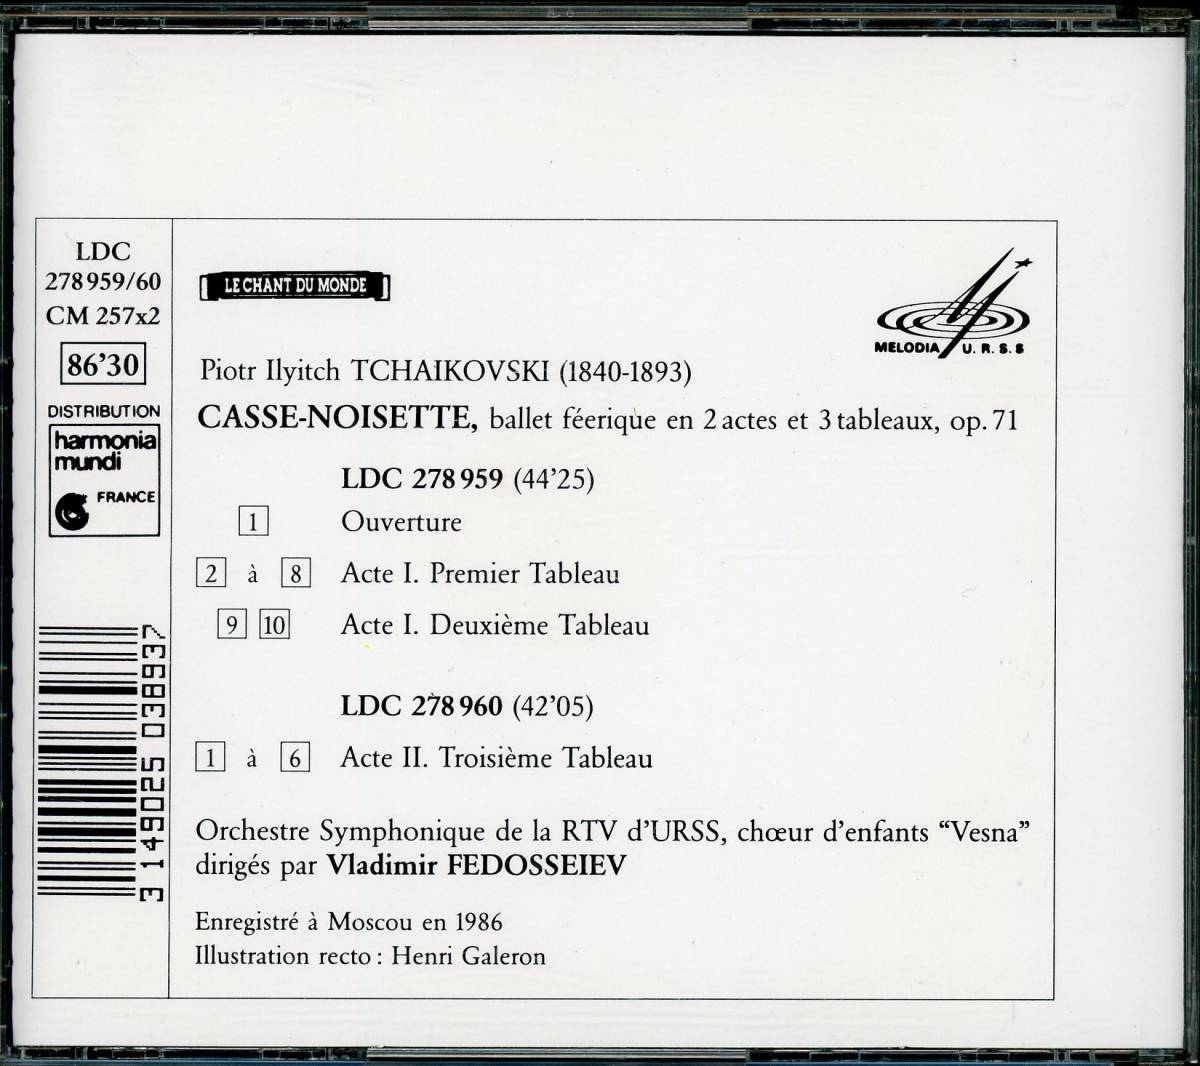 LDC
278 959/60
CM 257x2
86’30
DISTRIBUTION
harmonia
mundi
FRANCE
3 149025 038937
LE CHANT DU MONDE
MELODIA U.R.S.S
Piotr Ilyitch TCHAIKOVSKI (1840-1893)
CASSE-NOISETTE, ballet féerique en 2 actes et 3 tableaux, op. 71
LDC 278 959 (44’25)
1 Ouverture
2 à 8 Acte I. Premier Tableau
9 10 Acte I. Deuxième Tableau
LDC 278 960 (42’05)
1 à 6 Acte II. Troisième Tableau
Orchestre Symphonique de la RTV d’URSS, chœur d’enfants “Vesna”
dirigés par Vladimir FEDOSSEIEV
Enregistré à Moscou en 1986
Illustration recto : Henri Galeron